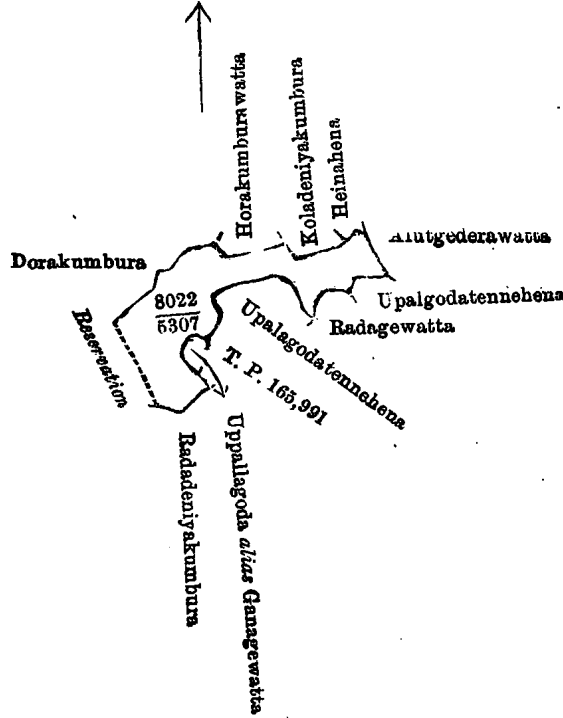 Horakumburawatta
Koladeniyakumbura
Heinahena
Alutgederawatta
Dorakumbura
8022
5307
Upalgodatennehena
Radagewatta
Upalagodatennehena
T. P. 165,991
Reservation
Radadeniyakumbura
Uppallagoda alias Ganagewatta